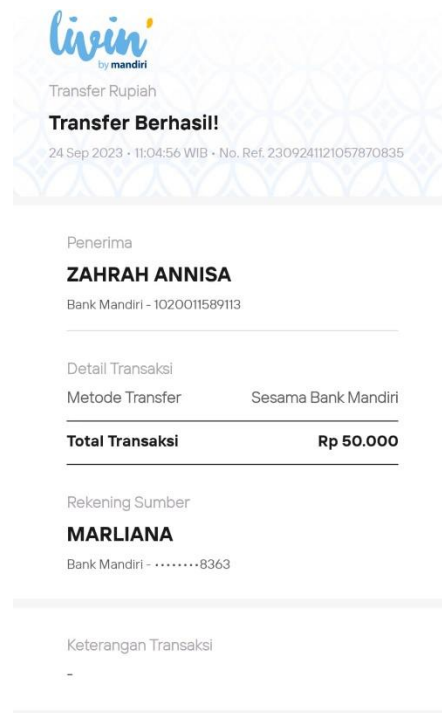 livin'
by mandiri
Transfer Rupiah
Transfer Berhasil!
24 Sep 2023 • 11:04:56 WIB • No. Ref. 2309241121057870835
Penerima
ZAHRAH ANNISA
Bank Mandiri - 1020011589113
Detail Transaksi
Metode Transfer Sesama Bank Mandiri
Total Transaksi Rp 50.000
Rekening Sumber
MARLIANA
Bank Mandiri - ••••••••8363
Keterangan Transaksi
-